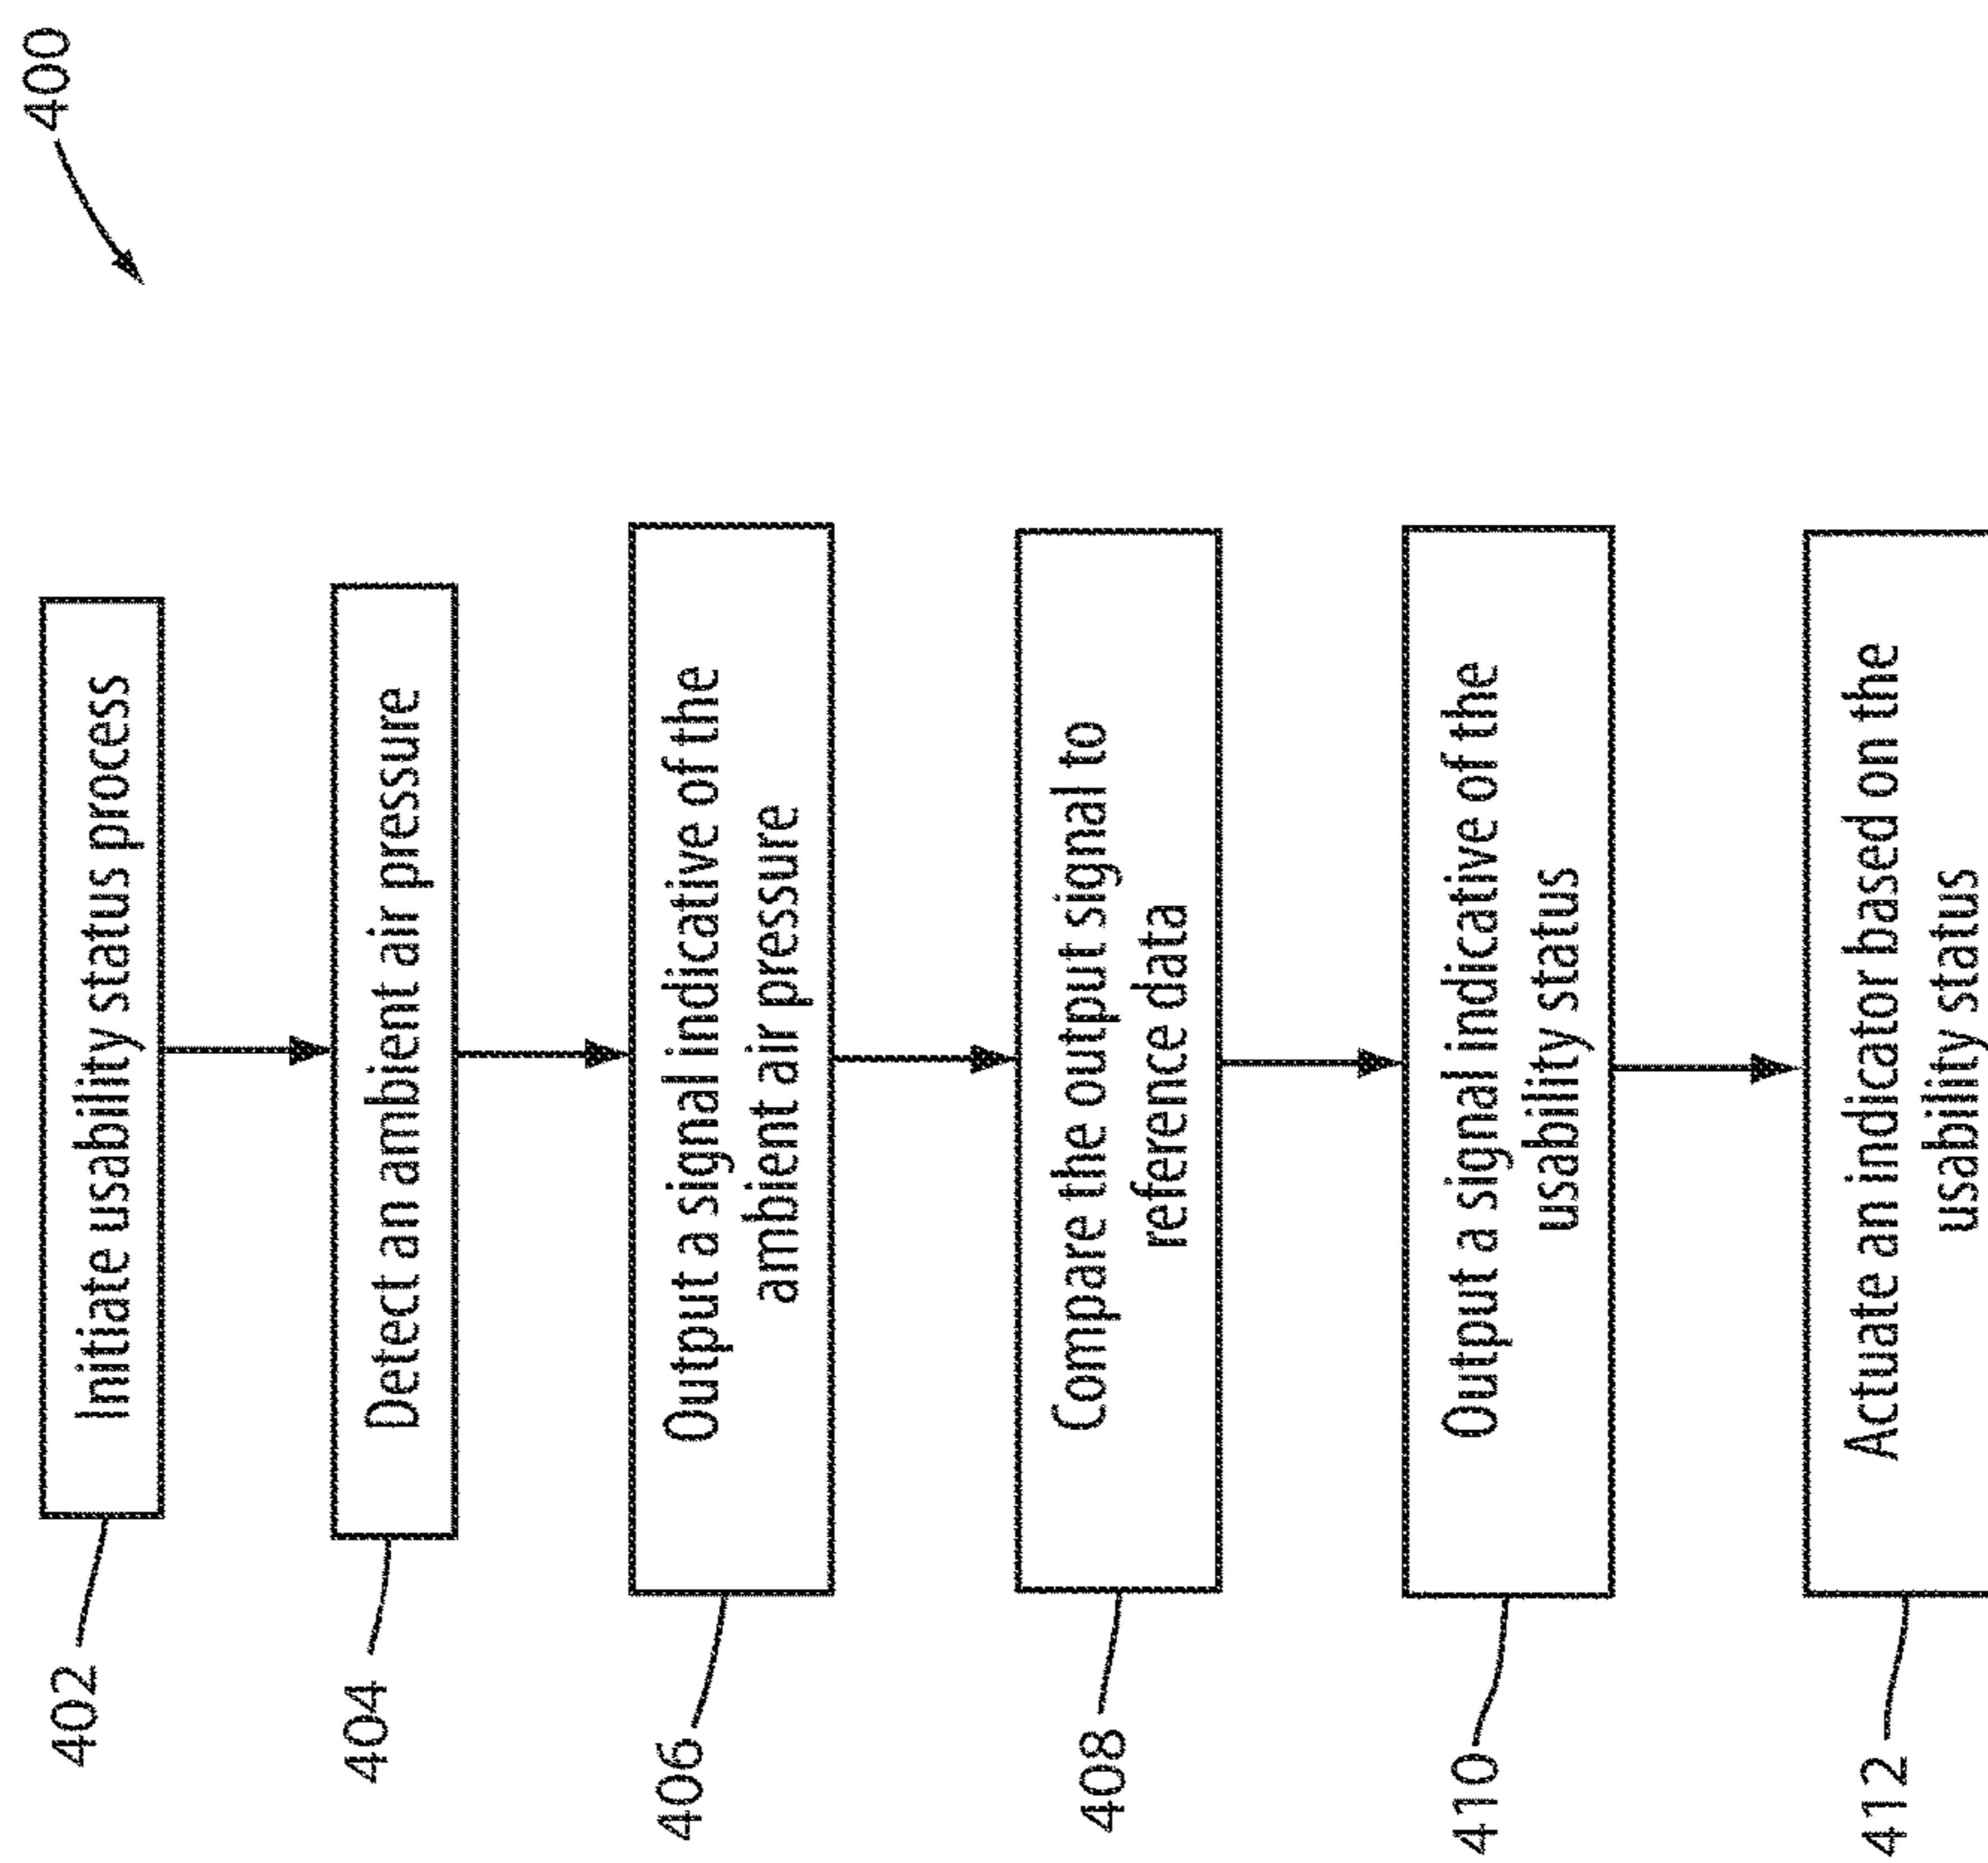 400
402
Initiate usability status process
404
Detect an ambient air pressure
406
Output a signal indicative of the
ambient air pressure
408
Compare the output signal to
reference data
410
Output a signal indicative of the
usability status
412
Actuate an indicator based on the
usability status